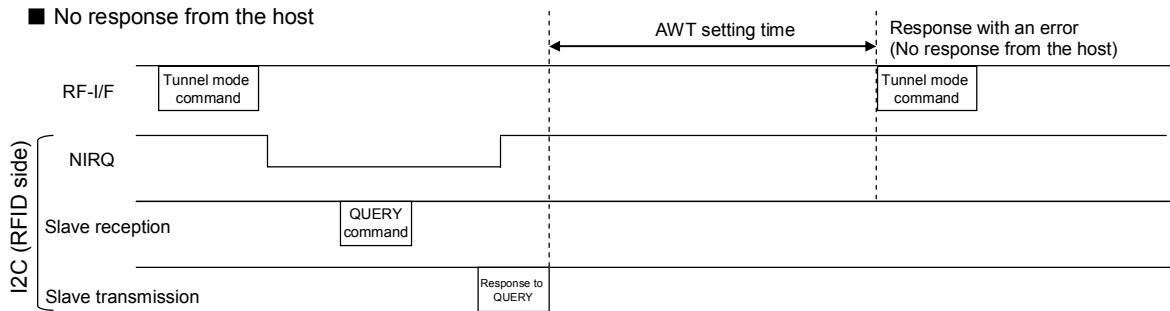 ■ No response from the host
AWT setting time
Response with an error
(No response from the host)
RF-I/F
Tunnel mode
command
Tunnel mode
command
I2C (RFID side)
NIRQ
Slave reception
QUERY
command
Slave transmission
Response to
QUERY